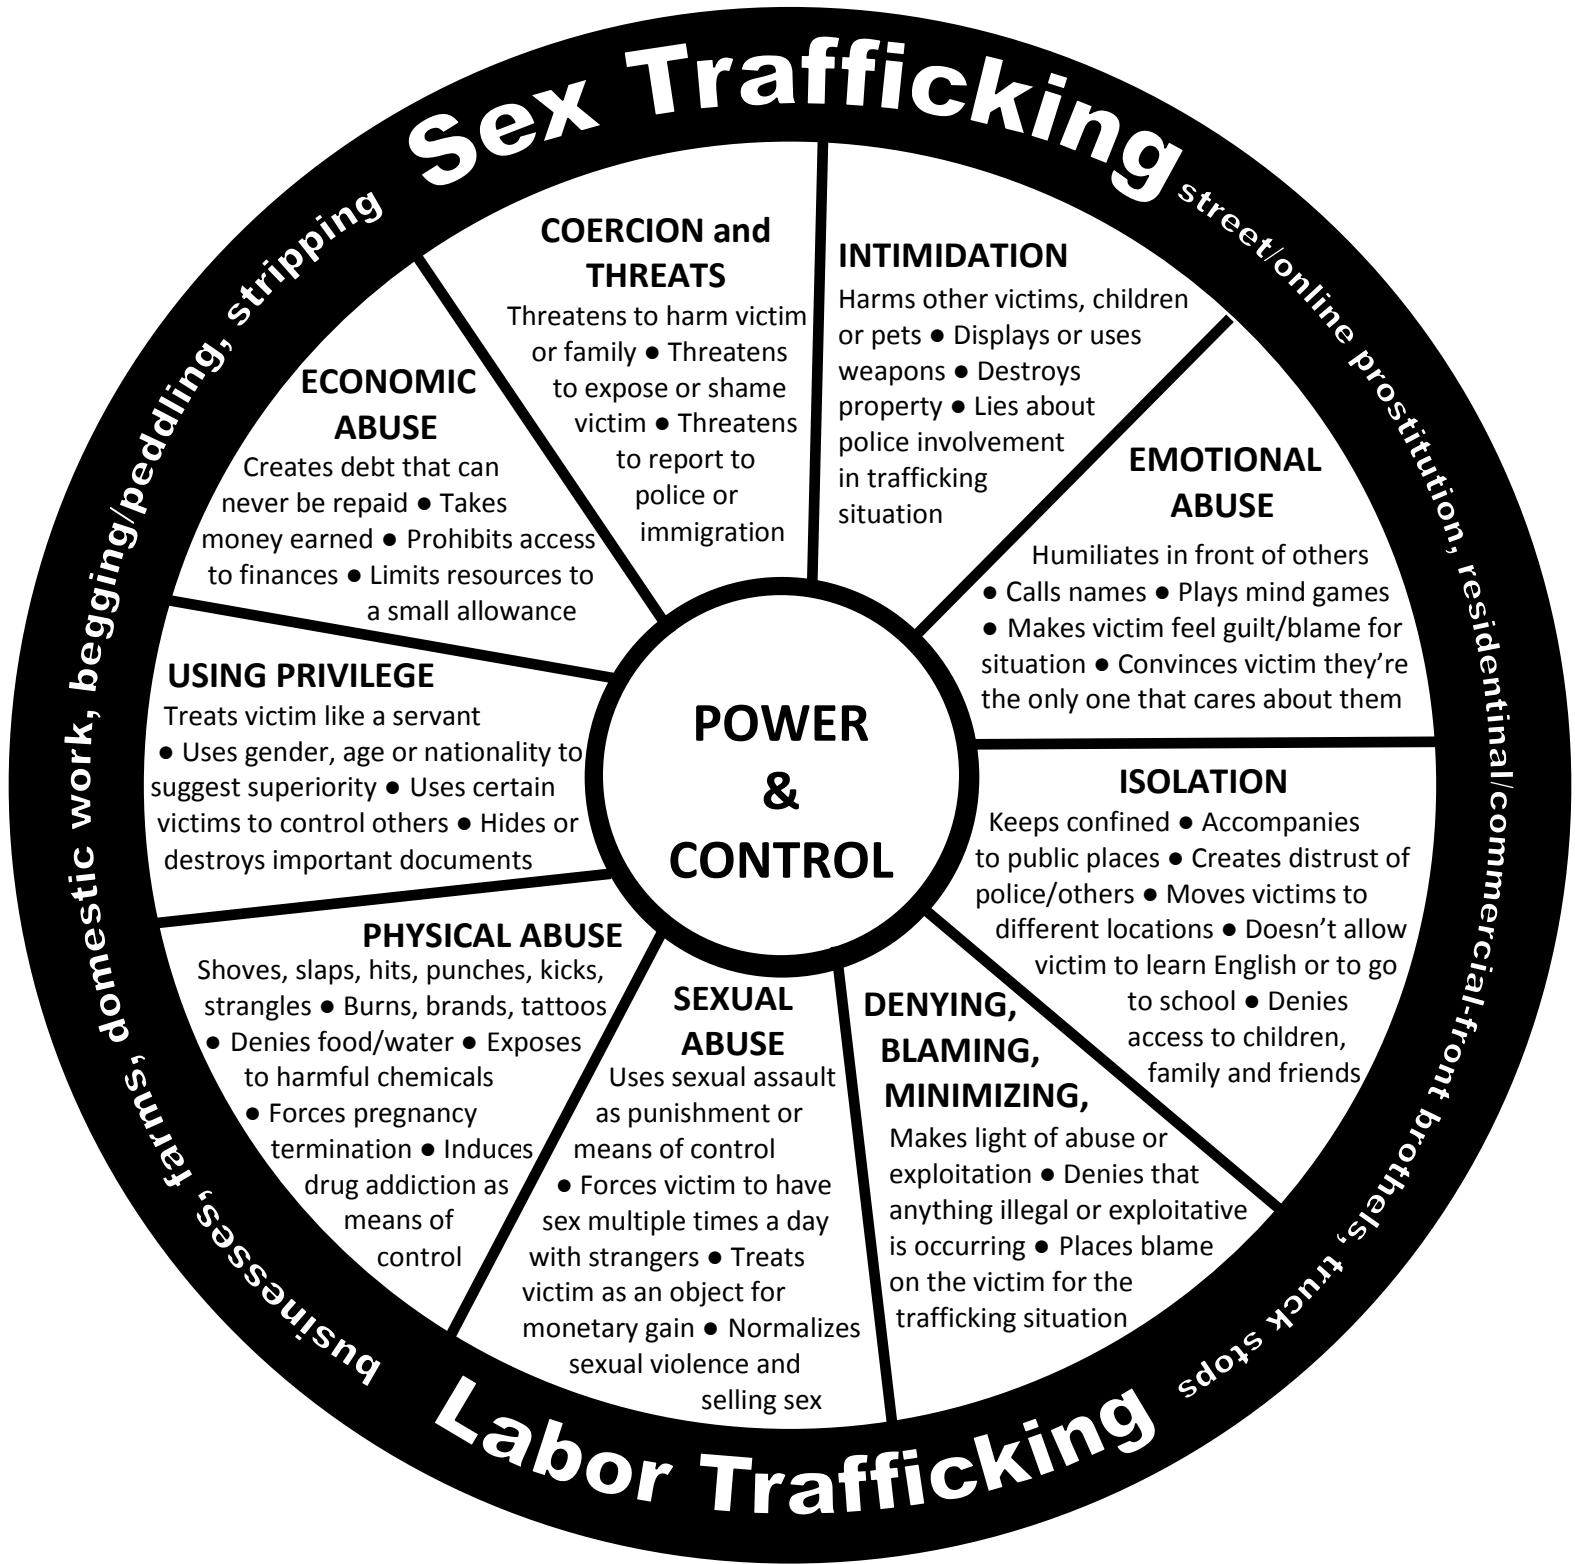 Sex Trafficking
street/online prostitution, residentinal/commercial-front brothels, truck stops
COERCION and
THREATS
Threatens to harm victim
or family ● Threatens
to expose or shame
victim ● Threatens
to report to
police or
immigration
INTIMIDATION
Harms other victims, children
or pets ● Displays or uses
weapons ● Destroys
property ● Lies about
police involvement
in trafficking
situation
EMOTIONAL
ABUSE
Humiliates in front of others
● Calls names ● Plays mind games
● Makes victim feel guilt/blame for
situation ● Convinces victim they’re
the only one that cares about them
ISOLATION
Keeps confined ● Accompanies
to public places ● Creates distrust of
police/others ● Moves victims to
different locations ● Doesn’t allow
victim to learn English or to go
to school ● Denies
access to children,
family and friends
DENYING,
BLAMING,
MINIMIZING,
Makes light of abuse or
exploitation ● Denies that
anything illegal or exploitative
is occurring ● Places blame
on the victim for the
trafficking situation
SEXUAL
ABUSE
Uses sexual assault
as punishment or
means of control
● Forces victim to have
sex multiple times a day
with strangers ● Treats
victim as an object for
monetary gain ● Normalizes
sexual violence and
selling sex
PHYSICAL ABUSE
Shoves, slaps, hits, punches, kicks,
strangles ● Burns, brands, tattoos
● Denies food/water ● Exposes
to harmful chemicals
● Forces pregnancy
termination ● Induces
drug addiction as
means of
control
USING PRIVILEGE
Treats victim like a servant
● Uses gender, age or nationality to
suggest superiority ● Uses certain
victims to control others ● Hides or
destroys important documents
ECONOMIC
ABUSE
Creates debt that can
never be repaid ● Takes
money earned ● Prohibits access
to finances ● Limits resources to
a small allowance
POWER
&
CONTROL
Labor Trafficking
businesses, farms, domestic work, begging/peddling, stripping